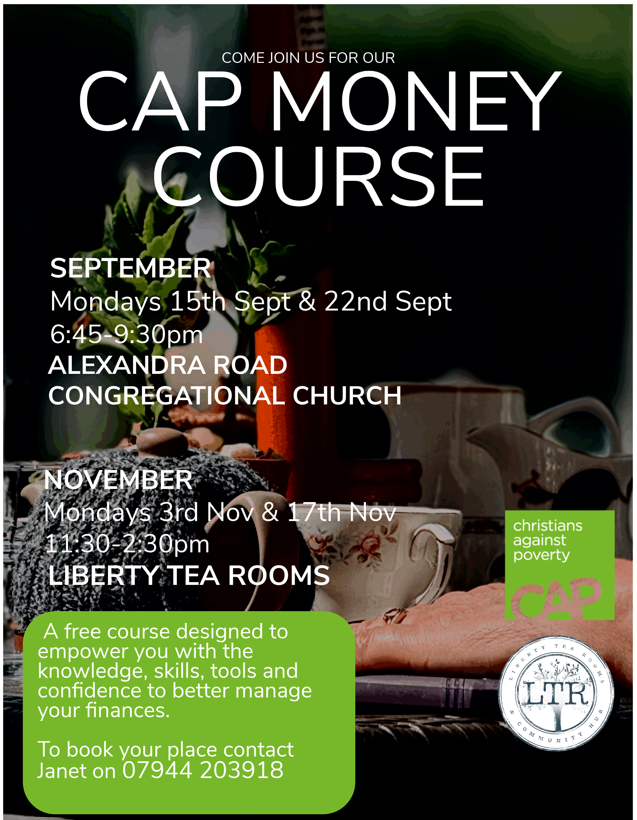 COME JOIN US FOR OUR
CAP MONEY
COURSE
SEPTEMBER
Mondays 15th Sept & 22nd Sept
6:45-9:30pm
ALEXANDRA ROAD
CONGREGATIONAL CHURCH
NOVEMBER
Mondays 3rd Nov & 17th Nov
11:30-2:30pm
LIBERTY TEA ROOMS
christians
against
poverty
CAP
A free course designed to
empower you with the
knowledge, skills, tools and
confidence to better manage
your finances.
To book your place contact
Janet on 07944 203918
LIBERTY TEA ROOMS
LTR
& COMMUNITY HUB